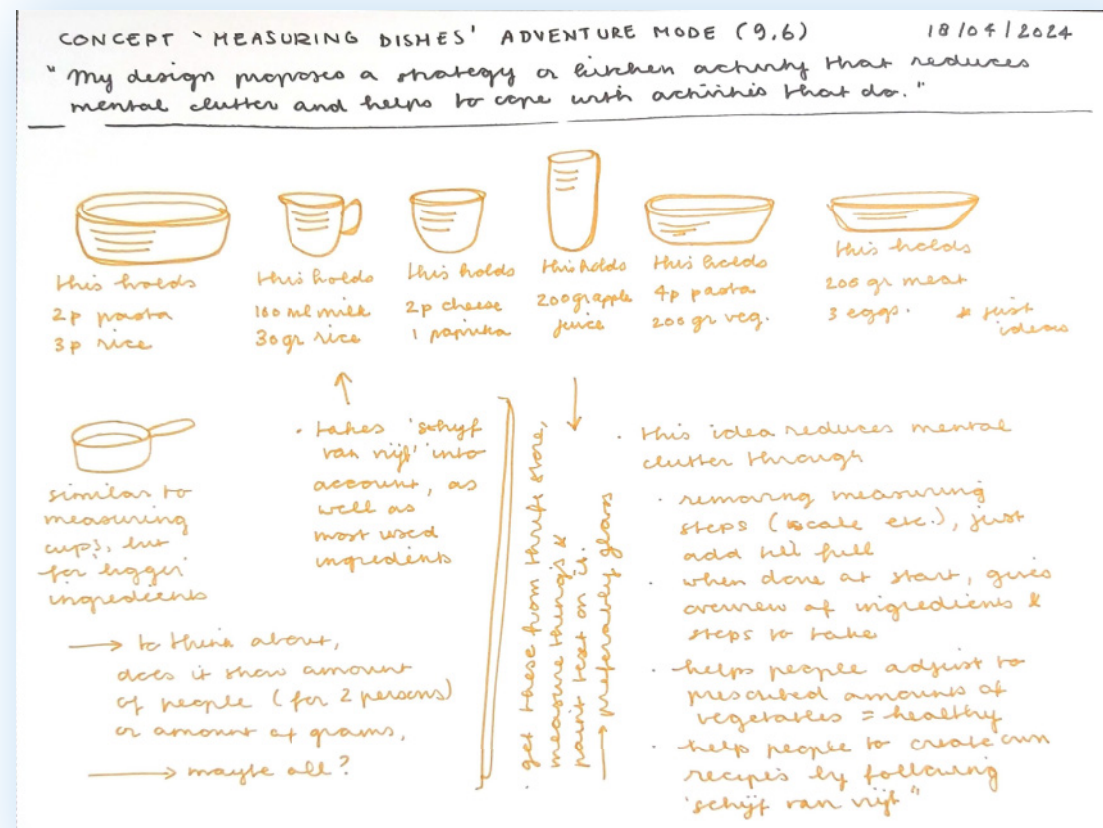 CONCEPT 'MEASURING DISHES' ADVENTURE MODE (9.6) 18/04/2024
"My design proposes a strategy or kitchen activity that reduces
mental clutter and helps to cope with activities that do."
this holds
2p pasta
3p rice
this holds
160 ml milk
30gr rice
this holds
2p cheese
1 paprika
this holds
200gr apple
juice
this holds
4p pasta
200gr veg.
this holds
200 gr meat
3 eggs.
* just
ideas
similar to
measuring
cups, but
for bigger
ingredients
· takes 'schyf
van vijf' into
account, as
well as
most used
ingredients
→ to think about,
does it show amount
of people (for 2 persons)
or amount of grams,
→ maybe all?
· get these from thrift store,
measure things &
paint text on it.
→ preferably glass
· this idea reduces mental
clutter through
· removing measuring
steps (scale etc.), just
add till full
· when done at start, gives
overview of ingredients &
steps to take
· helps people adjust to
prescribed amounts of
vegetables = healthy
· help people to create own
recipes by following
'schijf van vijf"